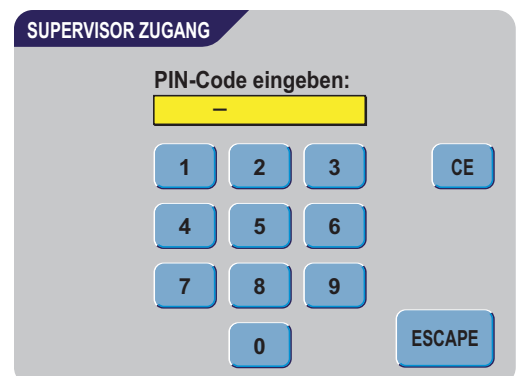 SUPERVISOR ZUGANG
PIN-Code eingeben:
–
1 2 3 CE
4 5 6
7 8 9
0 ESCAPE